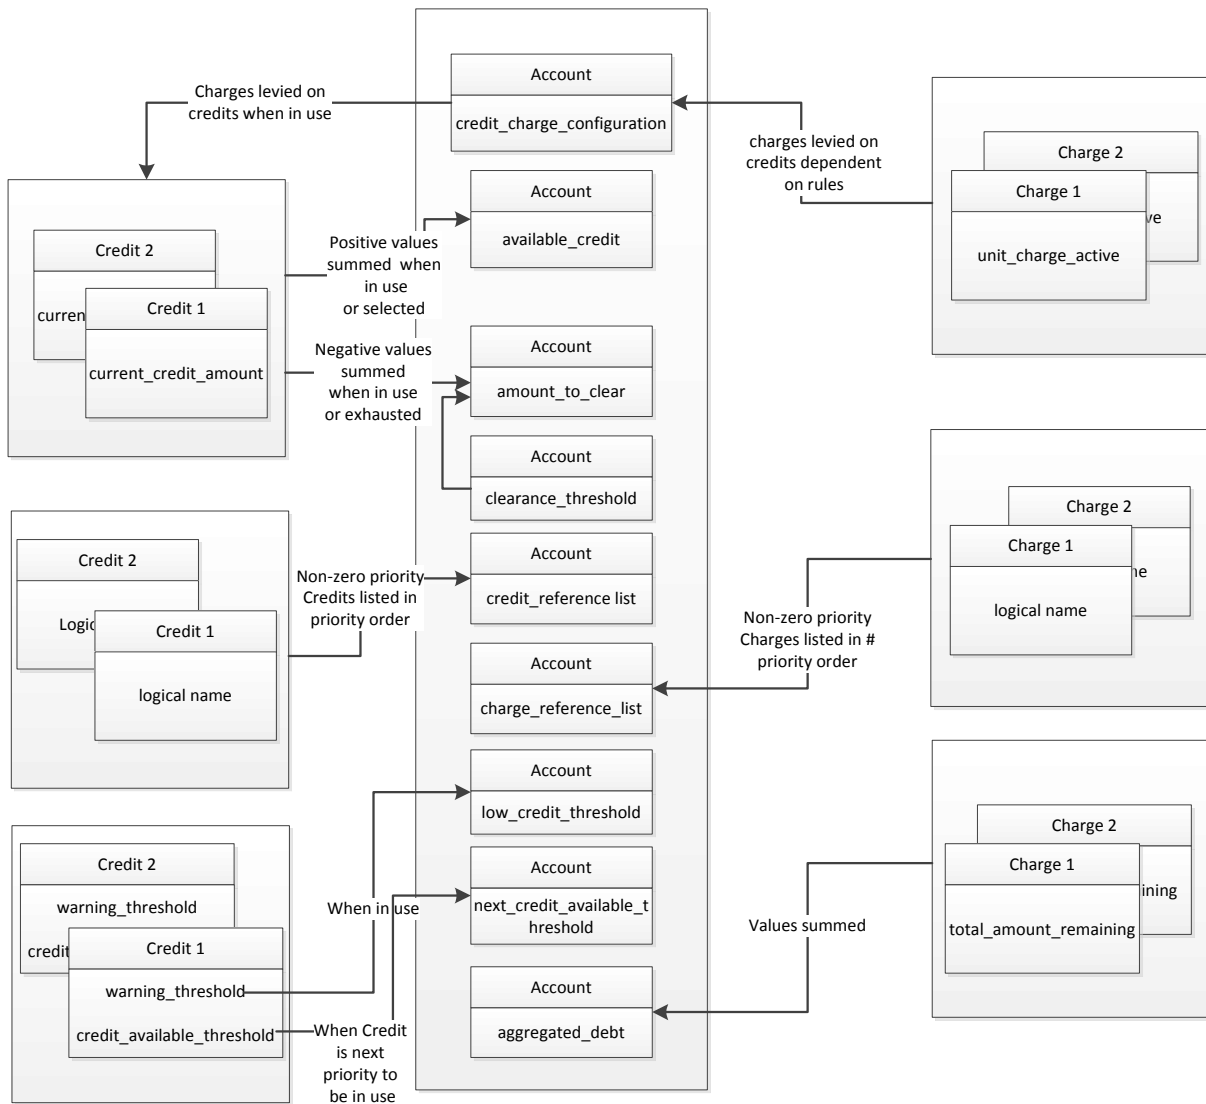 Account
credit_charge_configuration
Charges levied on
credits when in use
charges levied on
credits dependent
on rules
Charge 2
ve
Charge 1
unit_charge_active
Account
available_credit
Credit 2
curren
Credit 1
current_credit_amount
Positive values
summed when
in use
or selected
Negative values
summed
when in use
or exhausted
Account
amount_to_clear
Account
clearance_threshold
Credit 2
Logic
Credit 1
logical name
Non-zero priority
Credits listed in
priority order
Account
credit_reference list
Charge 2
ne
Charge 1
logical name
Non-zero priority
Charges listed in #
priority order
Account
charge_reference_list
Account
low_credit_threshold
Credit 2
warning_threshold
credit
Credit 1
warning_threshold
credit_available_threshold
When in use
When Credit
is next
priority to
be in use
Account
next_credit_available_t
hreshold
Charge 2
ining
Charge 1
total_amount_remaining
Values summed
Account
aggregated_debt